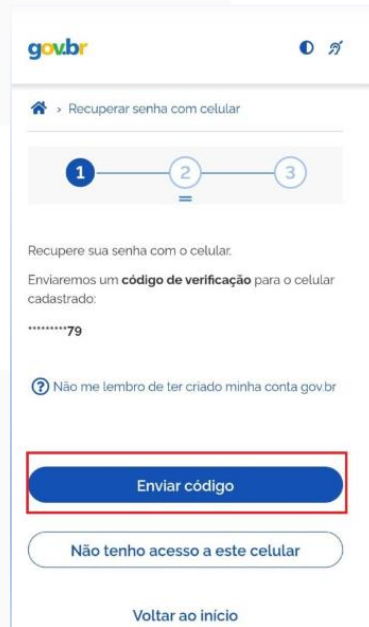 gov.br
> Recuperar senha com celular
1 2 3
Recupere sua senha com o celular.
Enviaremos um código de verificação para o celular
cadastrado:
*********79
? Não me lembro de ter criado minha conta gov.br
Enviar código
Não tenho acesso a este celular
Voltar ao início